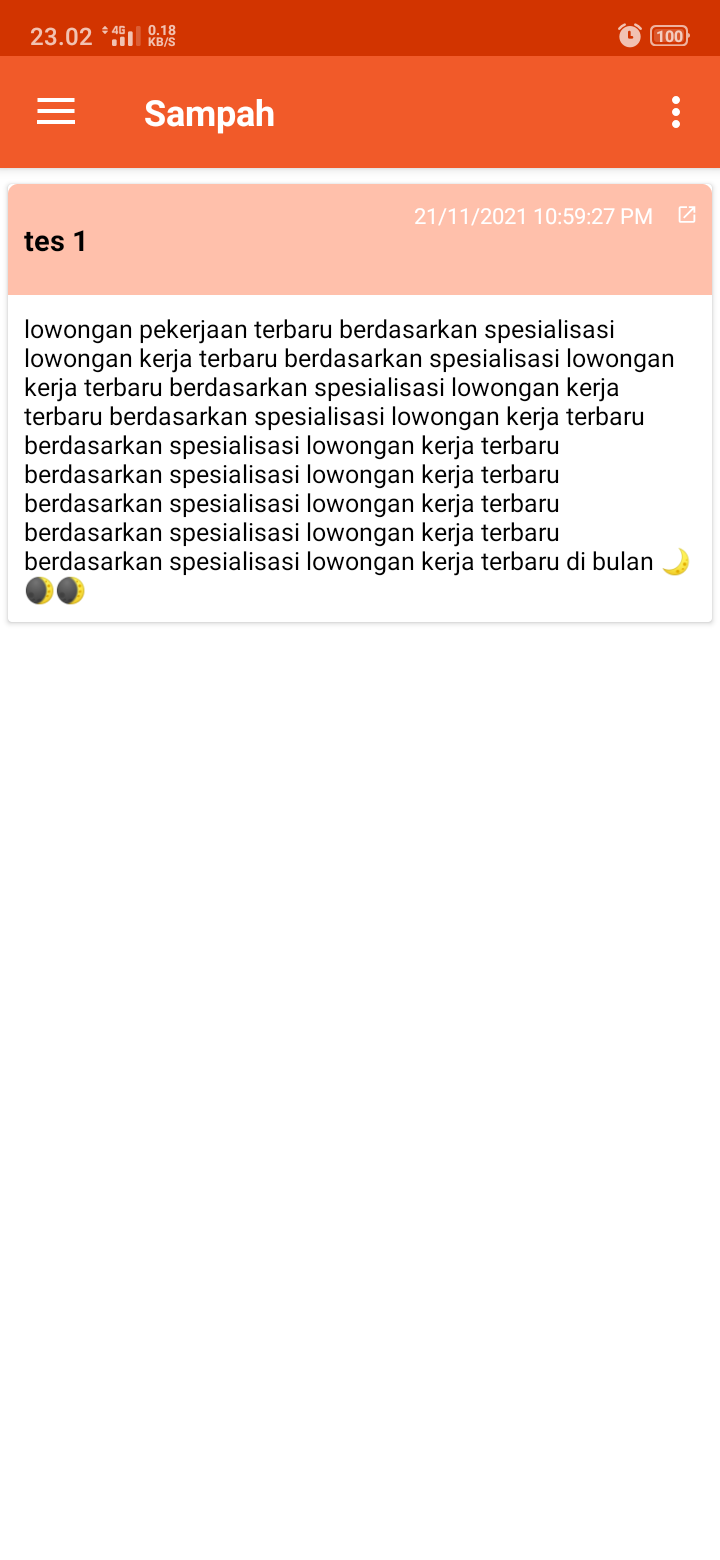 23.02 4G 0.18 KB/S 100
Sampah
21/11/2021 10:59:27 PM
tes 1
lowongan pekerjaan terbaru berdasarkan spesialisasi
lowongan kerja terbaru berdasarkan spesialisasi lowongan
kerja terbaru berdasarkan spesialisasi lowongan kerja
terbaru berdasarkan spesialisasi lowongan kerja terbaru
berdasarkan spesialisasi lowongan kerja terbaru
berdasarkan spesialisasi lowongan kerja terbaru
berdasarkan spesialisasi lowongan kerja terbaru
berdasarkan spesialisasi lowongan kerja terbaru
berdasarkan spesialisasi lowongan kerja terbaru di bulan 🌙
🌒🌒